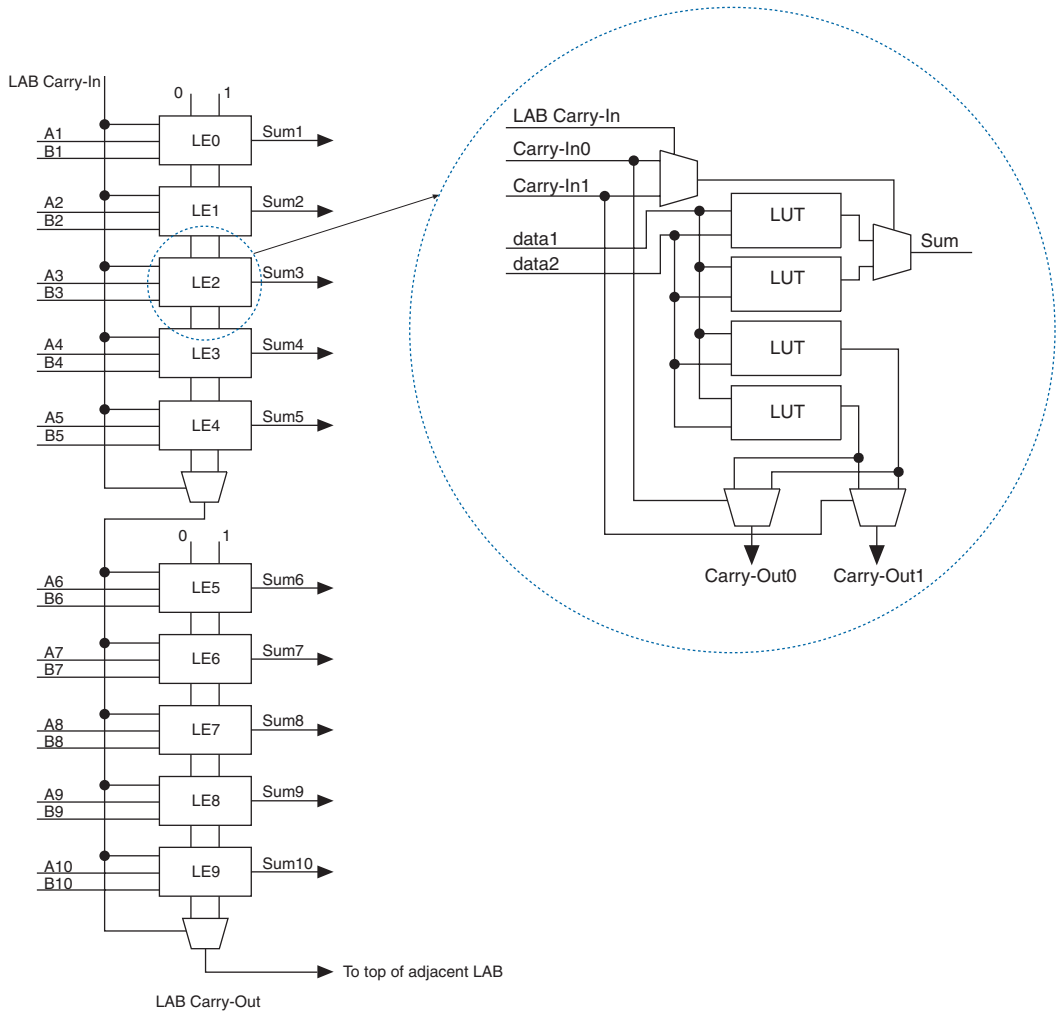 LAB Carry-In
0 1
A1
B1
LE0
Sum1
A2
B2
LE1
Sum2
A3
B3
LE2
Sum3
A4
B4
LE3
Sum4
A5
B5
LE4
Sum5
0 1
A6
B6
LE5
Sum6
A7
B7
LE6
Sum7
A8
B8
LE7
Sum8
A9
B9
LE8
Sum9
A10
B10
LE9
Sum10
To top of adjacent LAB
LAB Carry-Out
LAB Carry-In
Carry-In0
Carry-In1
data1
data2
LUT
LUT
LUT
LUT
Sum
Carry-Out0
Carry-Out1